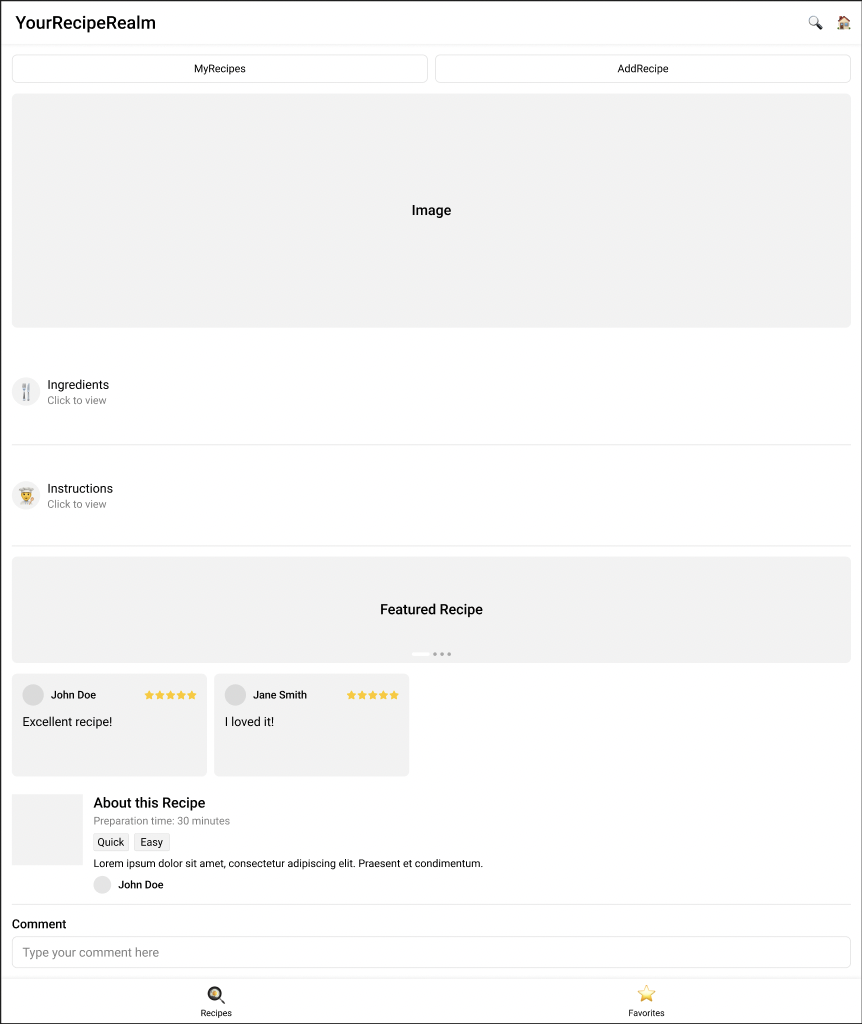 YourRecipeRealm
MyRecipes
AddRecipe
Image
Ingredients
Click to view
Instructions
Click to view
Featured Recipe
John Doe
Excellent recipe!
Jane Smith
I loved it!
About this Recipe
Preparation time: 30 minutes
Quick
Easy
Lorem ipsum dolor sit amet, consectetur adipiscing elit. Praesent et condimentum.
John Doe
Comment
Type your comment here
Recipes
Favorites